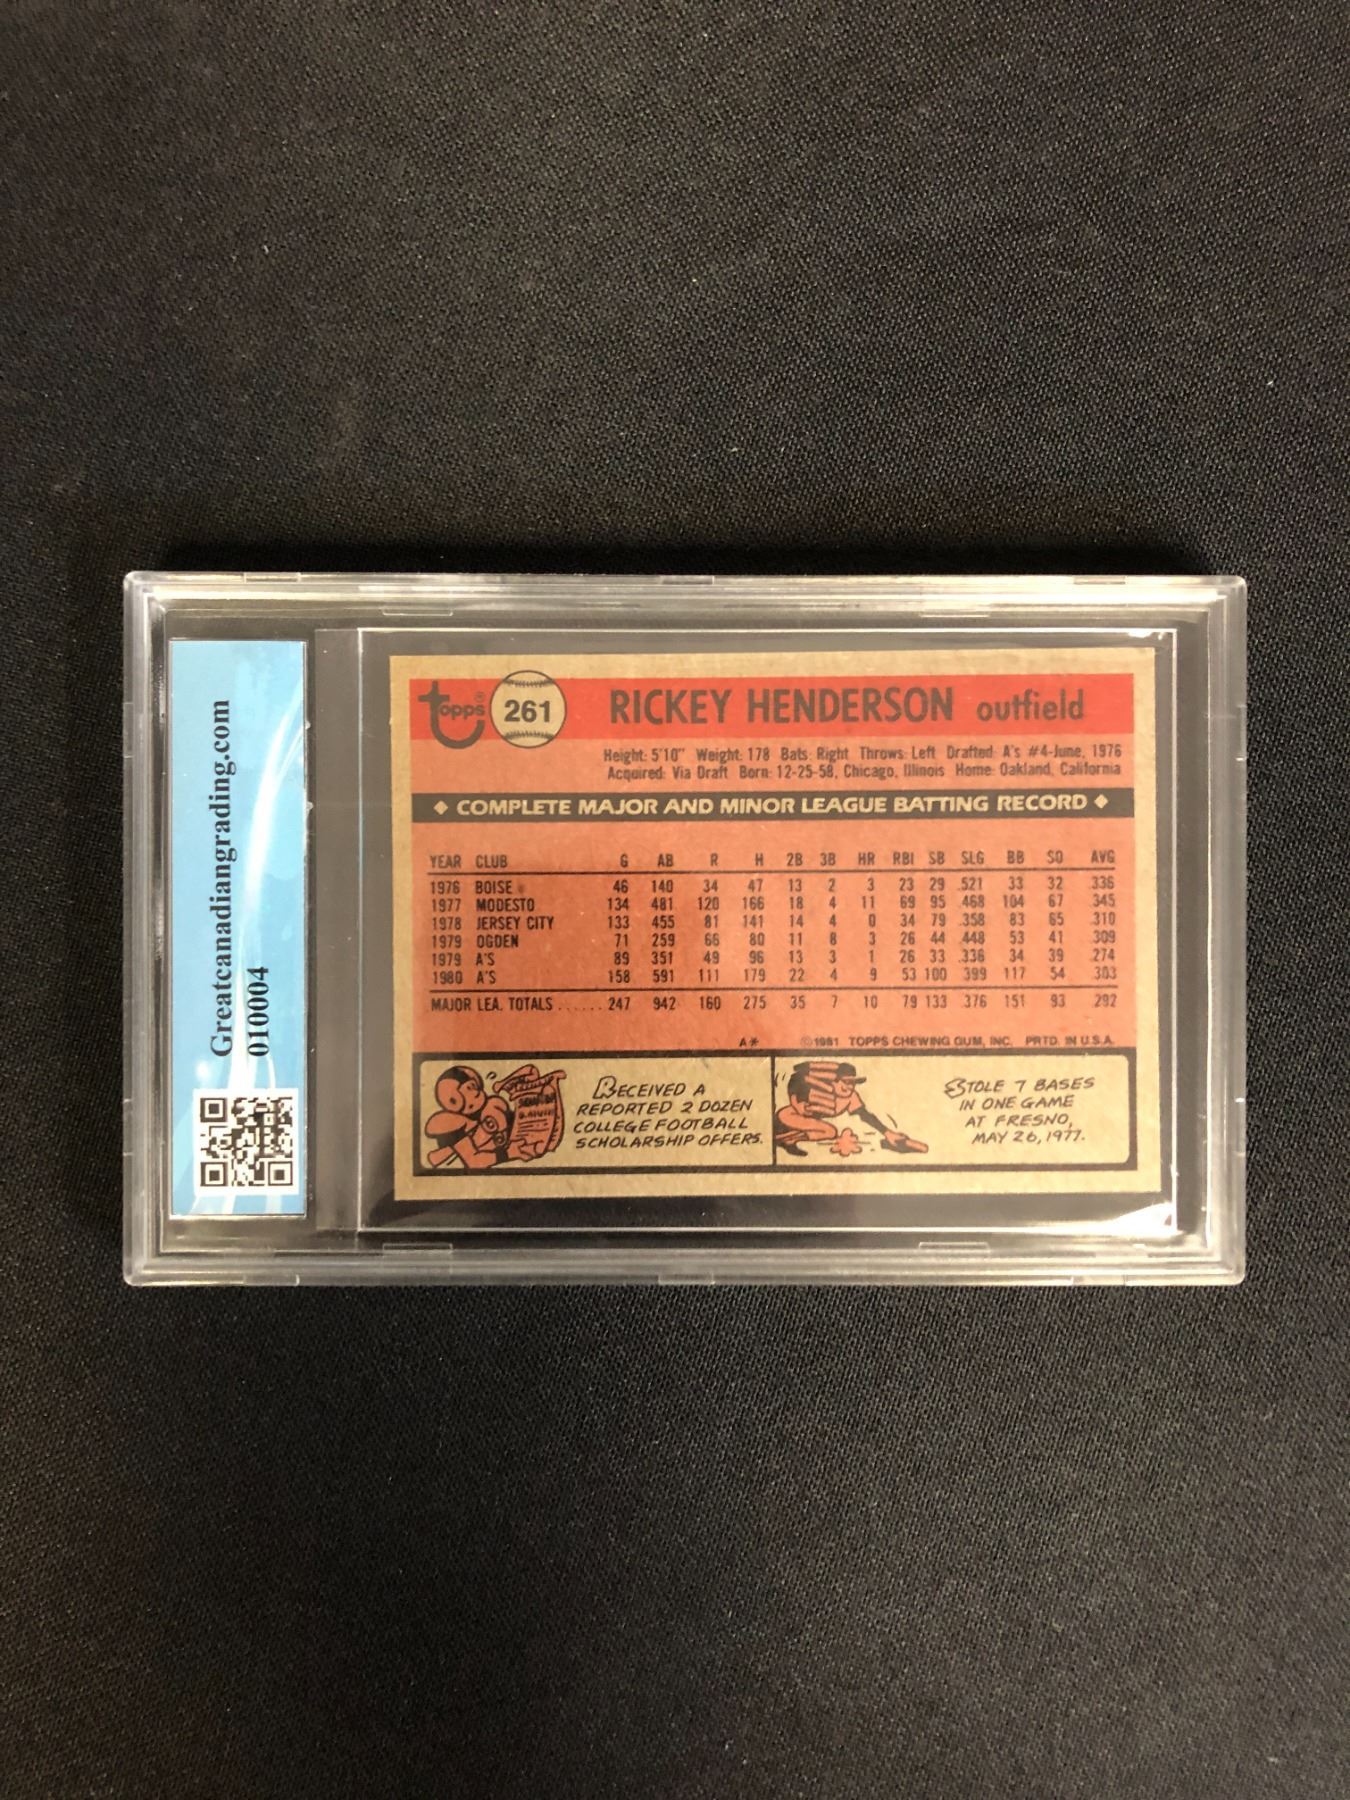 Greatcanadiangrading.com
010004
topps® 261 RICKEY HENDERSON outfield
Height: 5'10" Weight: 178 Bats: Right Throws: Left Drafted: A's #4-June, 1976
Acquired: Via Draft Born: 12-25-58, Chicago, Illinois Home: Oakland, California
◆ COMPLETE MAJOR AND MINOR LEAGUE BATTING RECORD ◆
YEAR CLUB G AB R H 2B 3B HR RBI SB SLG BB SO AVG
1976 BOISE 46 140 34 47 13 2 3 23 29 .521 33 32 .336
1977 MODESTO 134 481 120 166 18 4 11 69 95 .468 104 67 .345
1978 JERSEY CITY 133 455 81 141 14 4 0 34 79 .358 83 65 .310
1979 OGDEN 71 259 66 80 11 8 3 26 44 .448 53 41 .309
1979 A'S 89 351 49 96 13 3 1 26 33 .336 34 39 .274
1980 A'S 158 591 111 179 22 4 9 53 100 .399 117 54 .303
MAJOR LEA. TOTALS ...... 247 942 160 275 35 7 10 79 133 .376 151 93 .292
A* ©1981 TOPPS CHEWING GUM, INC. PRTD. IN U.S.A.
RECEIVED A
REPORTED 2 DOZEN
COLLEGE FOOTBALL
SCHOLARSHIP OFFERS.
STOLE 7 BASES
IN ONE GAME
AT FRESNO,
MAY 26, 1977.